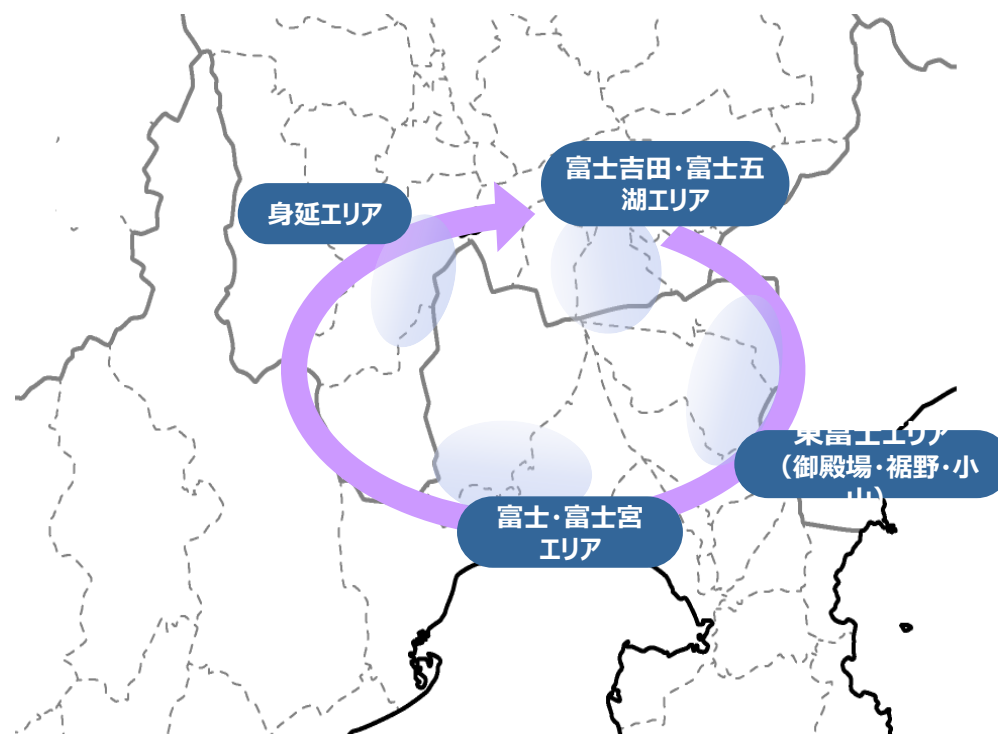 富士吉田・富士五
湖エリア
身延エリア
東富士エリア
（御殿場・裾野・小
山）
富士・富士宮
エリア